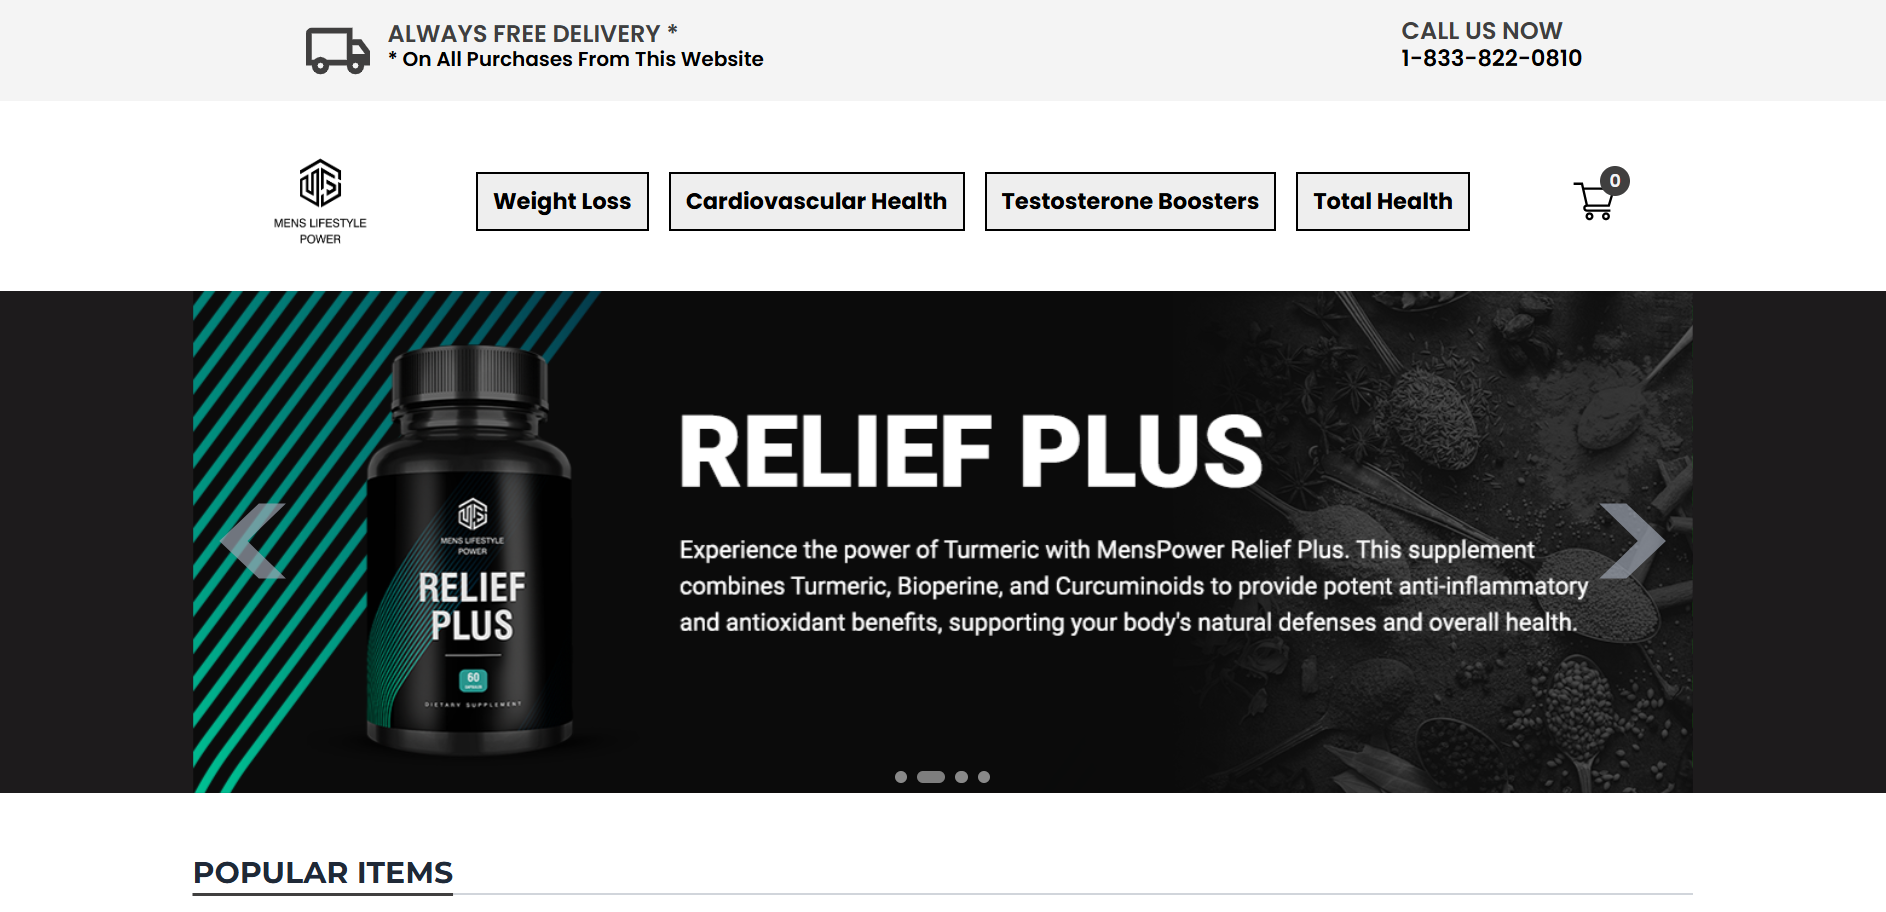 ALWAYS FREE DELIVERY *
* On All Purchases From This Website
CALL US NOW
1-833-822-0810
MENS LIFESTYLE
POWER
Weight Loss
Cardiovascular Health
Testosterone Boosters
Total Health
0
MENS LIFESTYLE
POWER
RELIEF
PLUS
60
CAPSULES
DIETARY SUPPLEMENT
RELIEF PLUS
Experience the power of Turmeric with MensPower Relief Plus. This supplement
combines Turmeric, Bioperine, and Curcuminoids to provide potent anti-inflammatory
and antioxidant benefits, supporting your body's natural defenses and overall health.
POPULAR ITEMS